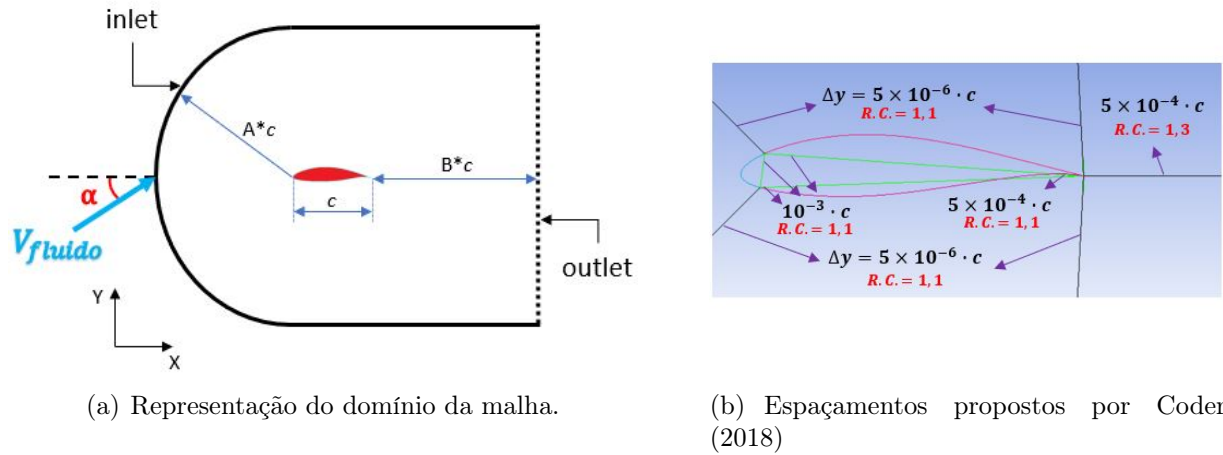 inlet
A*c
B*c
c
α
V_fluido
outlet
Y
X
(a) Representação do domínio da malha.
Δy = 5 × 10⁻⁶ · c
R. C. = 1, 1
5 × 10⁻⁴ · c
R. C. = 1, 3
10⁻³ · c
R. C. = 1, 1
5 × 10⁻⁴ · c
R. C. = 1, 1
Δy = 5 × 10⁻⁶ · c
R. C. = 1, 1
(b) Espaçamentos propostos por Coder
(2018)